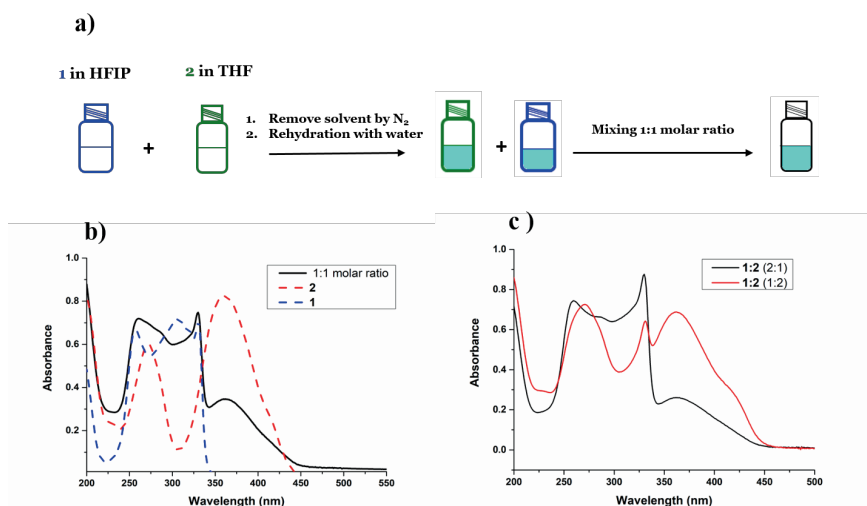 a)
1 in HFIP
2 in THF
+
1. Remove solvent by N₂
2. Rehydration with water
+
Mixing 1:1 molar ratio
b)
1:1 molar ratio
2
1
Absorbance
1.0
0.8
0.6
0.4
0.2
200 250 300 350 400 450 500 550
Wavelength (nm)
c )
1:2 (2:1)
1:2 (1:2)
Absorbance
1.0
0.8
0.6
0.4
0.2
0.0
200 250 300 350 400 450 500
Wavelength (nm)